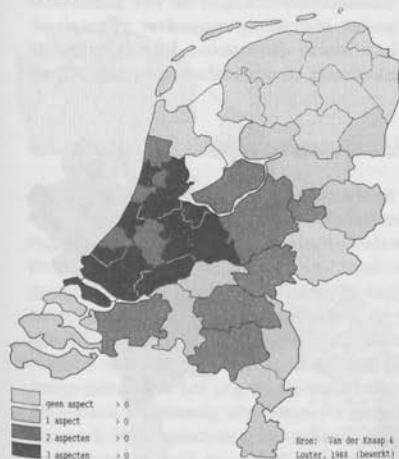 geen aspect > 0
1 aspect > 0
2 aspecten > 0
3 aspecten > 0
Bron: Van der Knaap &
Louter, 1988 (bewerkt)